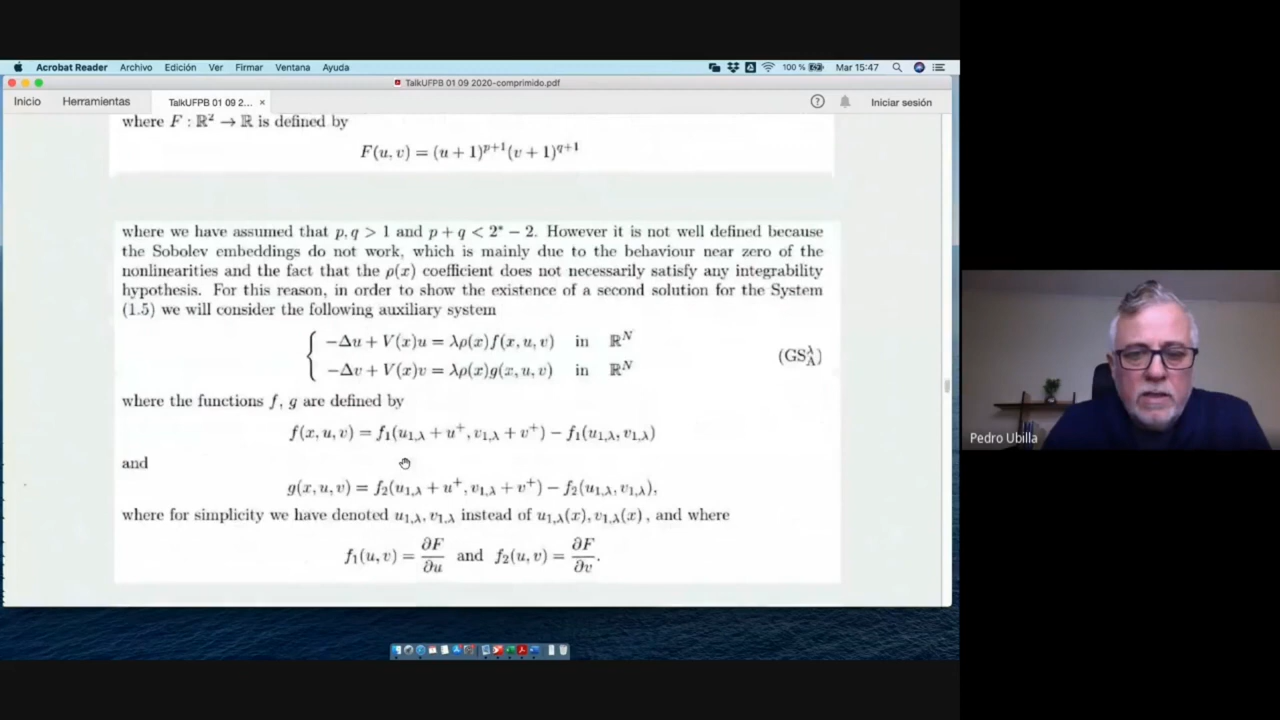 Acrobat Reader Archivo Edición Ver Firmar Ventana Ayuda 100 % Mar 15:47
TalkUFPB 01 09 2020-comprimido.pdf
Inicio Herramientas TalkUFPB 01 09 2... × ? Iniciar sesión
where F : ℝ² → ℝ is defined by
F(u, v) = (u + 1)^{p+1}(v + 1)^{q+1}
where we have assumed that p, q > 1 and p + q < 2* − 2. However it is not well defined because
the Sobolev embeddings do not work, which is mainly due to the behaviour near zero of the
nonlinearities and the fact that the ρ(x) coefficient does not necessarily satisfy any integrability
hypothesis. For this reason, in order to show the existence of a second solution for the System
(1.5) we will consider the following auxiliary system
−Δu + V(x)u = λρ(x)f(x, u, v) in ℝ^N
−Δv + V(x)v = λρ(x)g(x, u, v) in ℝ^N
(GS_Λ^λ)
where the functions f, g are defined by
f(x, u, v) = f₁(u_{1,λ} + u⁺, v_{1,λ} + v⁺) − f₁(u_{1,λ}, v_{1,λ})
and
g(x, u, v) = f₂(u_{1,λ} + u⁺, v_{1,λ} + v⁺) − f₂(u_{1,λ}, v_{1,λ}),
where for simplicity we have denoted u_{1,λ}, v_{1,λ} instead of u_{1,λ}(x), v_{1,λ}(x), and where
f₁(u, v) = ∂F/∂u and f₂(u, v) = ∂F/∂v.
Pedro Ubilla